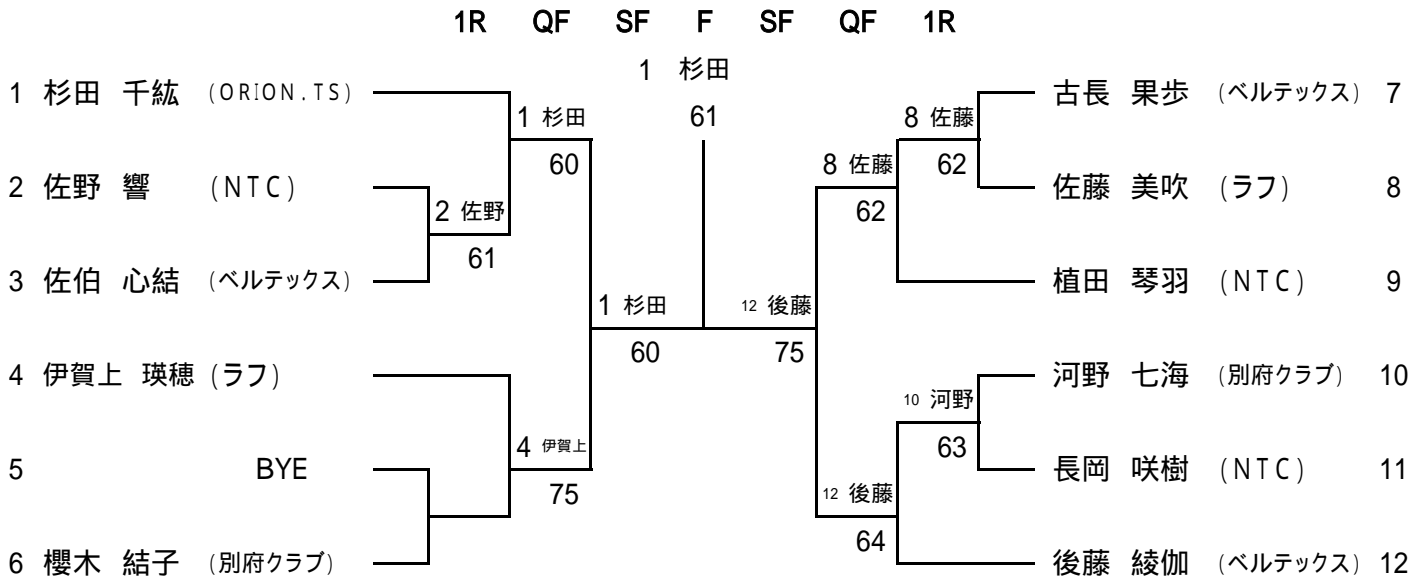 1R QF SF F SF QF 1R
1 杉田
61
1 杉田 千紘 (ORION.TS)
古長 果歩 (ベルテックス) 7
1 杉田
60
8 佐藤
62
2 佐野 響 (NTC)
8 佐藤
62
佐藤 美吹 (ラフ) 8
2 佐野
61
3 佐伯 心結 (ベルテックス)
植田 琴羽 (NTC) 9
1 杉田
60
12 後藤
75
4 伊賀上 瑛穂 (ラフ)
河野 七海 (別府クラブ) 10
10 河野
63
4 伊賀上
75
5 BYE
長岡 咲樹 (NTC) 11
12 後藤
64
6 櫻木 結子 (別府クラブ)
後藤 綾伽 (ベルテックス) 12